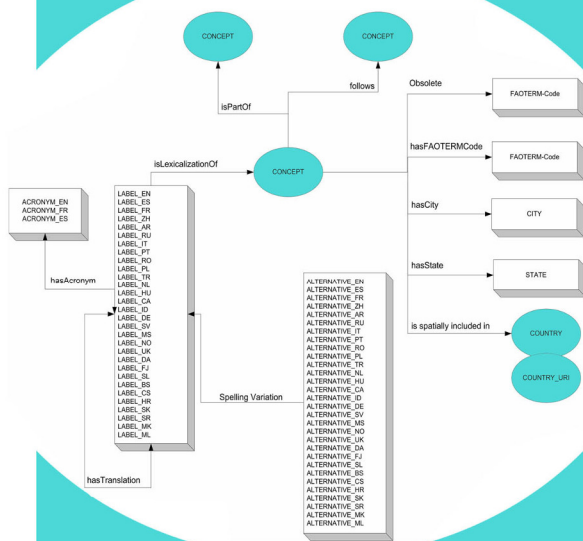 CONCEPT
CONCEPT
follows
isPartOf
Obsolete
FAOTERM-Code
hasFAOTERMCode
FAOTERM-Code
isLexicalizationOf
CONCEPT
hasCity
CITY
hasState
STATE
is spatially included in
COUNTRY
COUNTRY_URI
ACRONYM_EN
ACRONYM_FR
ACRONYM_ES
hasAcronym
LABEL_EN
LABEL_ES
LABEL_FR
LABEL_ZH
LABEL_AR
LABEL_RU
LABEL_IT
LABEL_PT
LABEL_RO
LABEL_PL
LABEL_TR
LABEL_NL
LABEL_HU
LABEL_CA
LABEL_ID
LABEL_DE
LABEL_SV
LABEL_MS
LABEL_NO
LABEL_UK
LABEL_DA
LABEL_FJ
LABEL_SL
LABEL_BS
LABEL_CS
LABEL_HR
LABEL_SK
LABEL_SR
LABEL_MK
LABEL_ML
hasTranslation
Spelling Variation
ALTERNATIVE_EN
ALTERNATIVE_ES
ALTERNATIVE_FR
ALTERNATIVE_ZH
ALTERNATIVE_AR
ALTERNATIVE_RU
ALTERNATIVE_IT
ALTERNATIVE_PT
ALTERNATIVE_RO
ALTERNATIVE_PL
ALTERNATIVE_TR
ALTERNATIVE_NL
ALTERNATIVE_HU
ALTERNATIVE_CA
ALTERNATIVE_ID
ALTERNATIVE_DE
ALTERNATIVE_SV
ALTERNATIVE_MS
ALTERNATIVE_NO
ALTERNATIVE_UK
ALTERNATIVE_DA
ALTERNATIVE_FJ
ALTERNATIVE_SL
ALTERNATIVE_BS
ALTERNATIVE_CS
ALTERNATIVE_HR
ALTERNATIVE_SK
ALTERNATIVE_SR
ALTERNATIVE_MK
ALTERNATIVE_ML